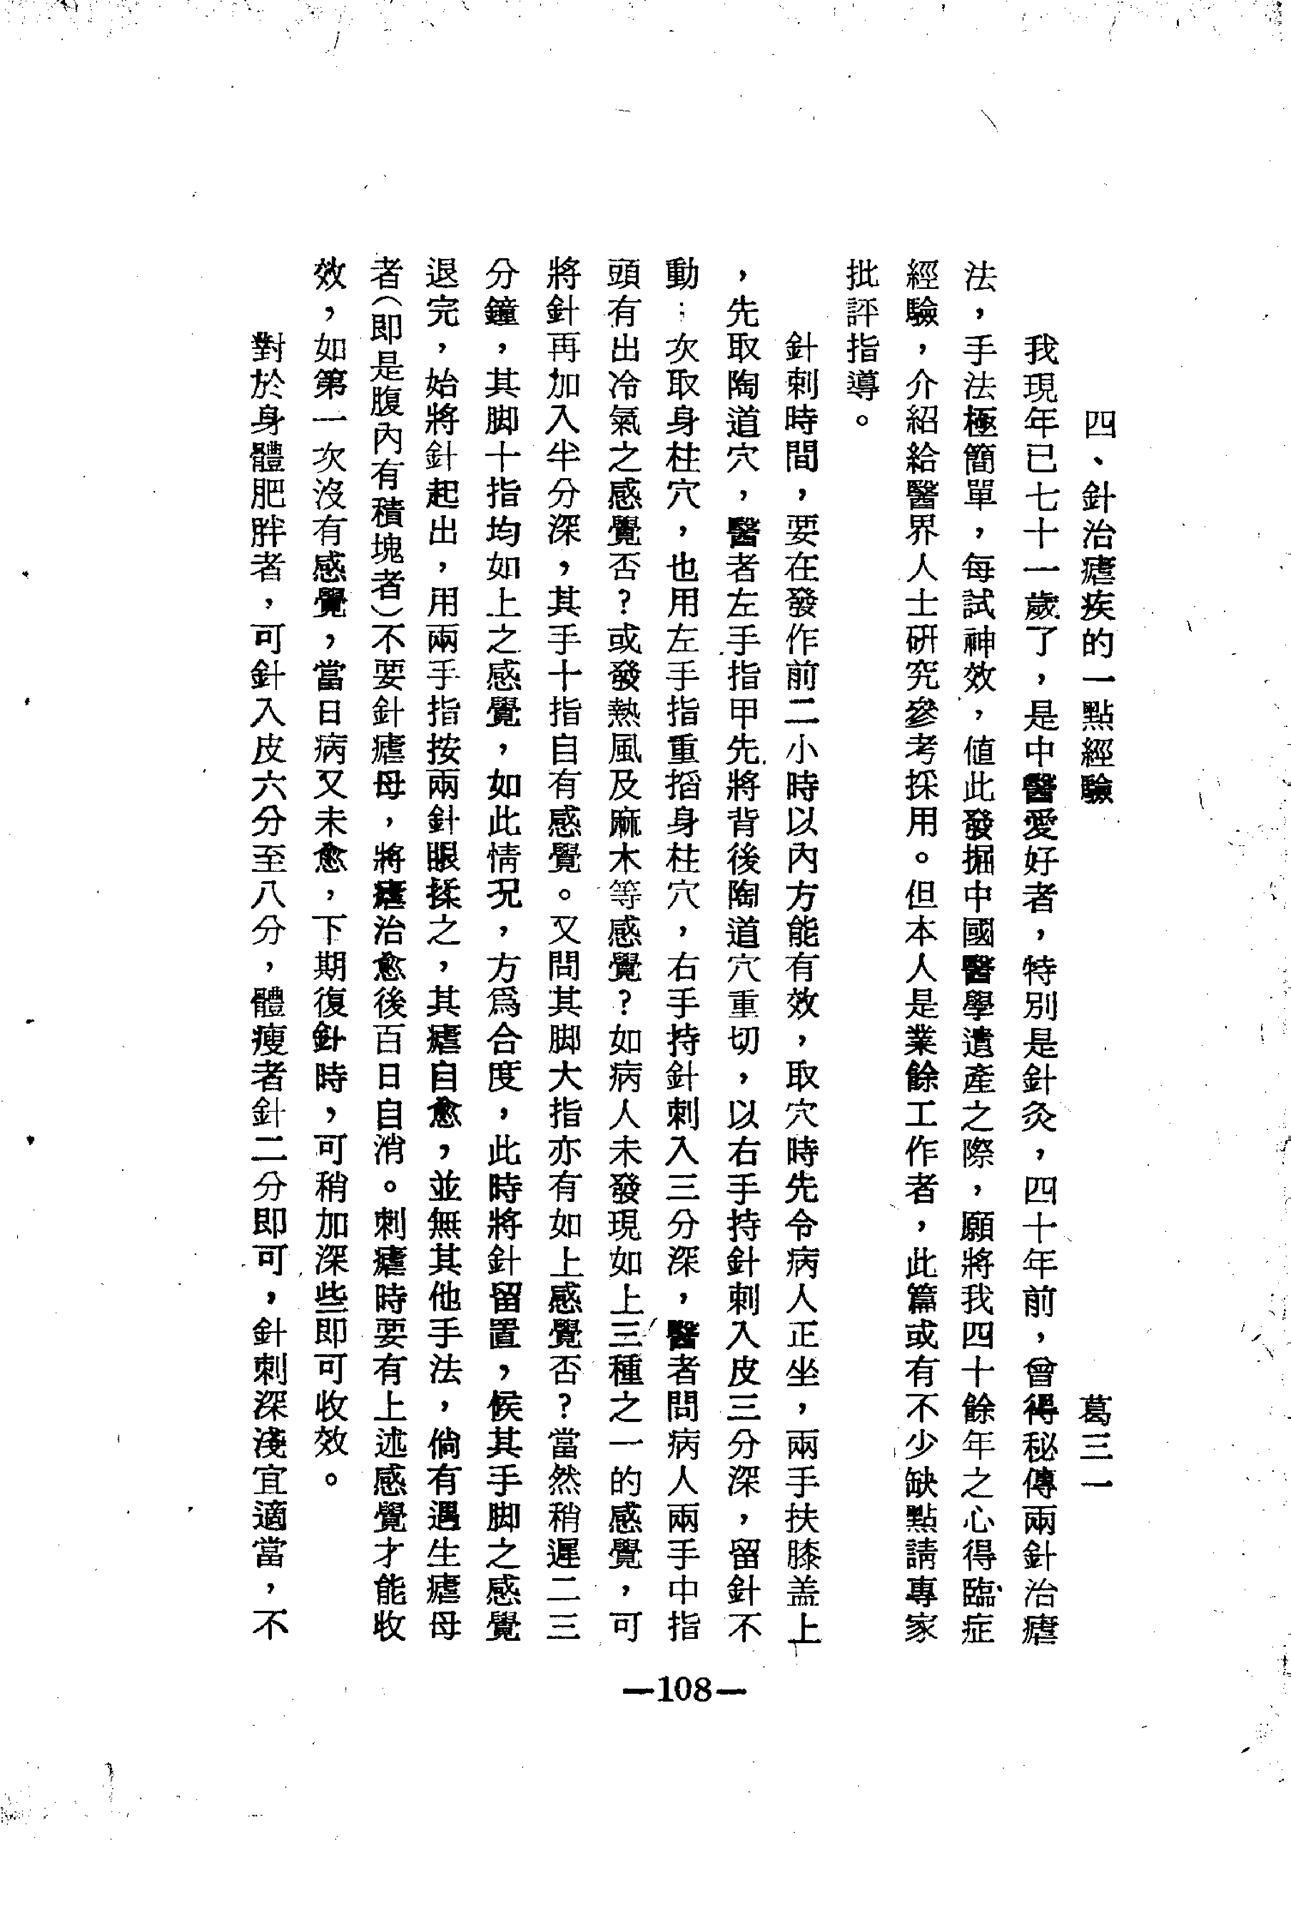 四、針治瘧疾的一點經驗　葛三一
我現年已七十一歲了，是中醫愛好者，特別是針灸，四十年前，曾得秘傳兩針治瘧
法，手法極簡單，每試神效，値此發掘中國醫學遺產之際，願將我四十餘年之心得臨症
經驗，介紹給醫界人士硏究參考採用。但本人是業餘工作者，此篇或有不少缺點請專家
批評指導。
針刺時間，要在發作前二小時以內方能有效，取穴時先令病人正坐，兩手扶膝盖上
，先取陶道穴，醫者左手指甲先將背後陶道穴重切，以右手持針刺入皮三分深，留針不
動；次取身柱穴，也用左手指重搯身柱穴，右手持針刺入三分深，醫者問病人兩手中指
頭有出冷氣之感覺否？或發熱風及麻木等感覺？如病人未發現如上三種之一的感覺，可
將針再加入半分深，其手十指自有感覺。又問其脚大指亦有如上感覺否？當然稍遲二三
分鐘，其脚十指均如上之感覺，如此情况，方爲合度，此時將針留置，候其手脚之感覺
退完，始將針起出，用兩手指按兩針眼揉之，其瘧自愈，並無其他手法，倘有遇生瘧母
者（即是腹內有積塊者）不要針瘧母，將瘧治愈後百日自消。刺瘧時要有上述感覺才能收
效，如第一次沒有感覺，當日病又未愈，下期復針時，可稍加深些即可收效。
對於身體肥胖者，可針入皮六分至八分，體瘦者針二分即可，針刺深淺宜適當，不
—108—